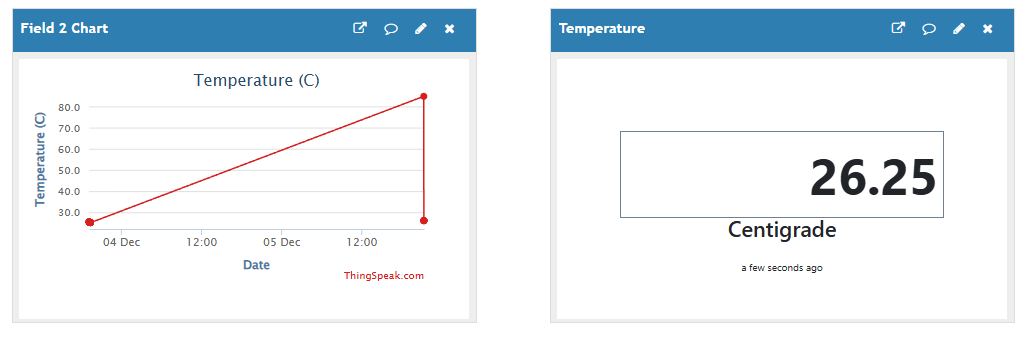 Field 2 Chart
Temperature (C)
Temperature (C)
80.0
70.0
60.0
50.0
40.0
30.0
04 Dec 12:00 05 Dec 12:00
Date
ThingSpeak.com
Temperature
26.25
Centigrade
a few seconds ago